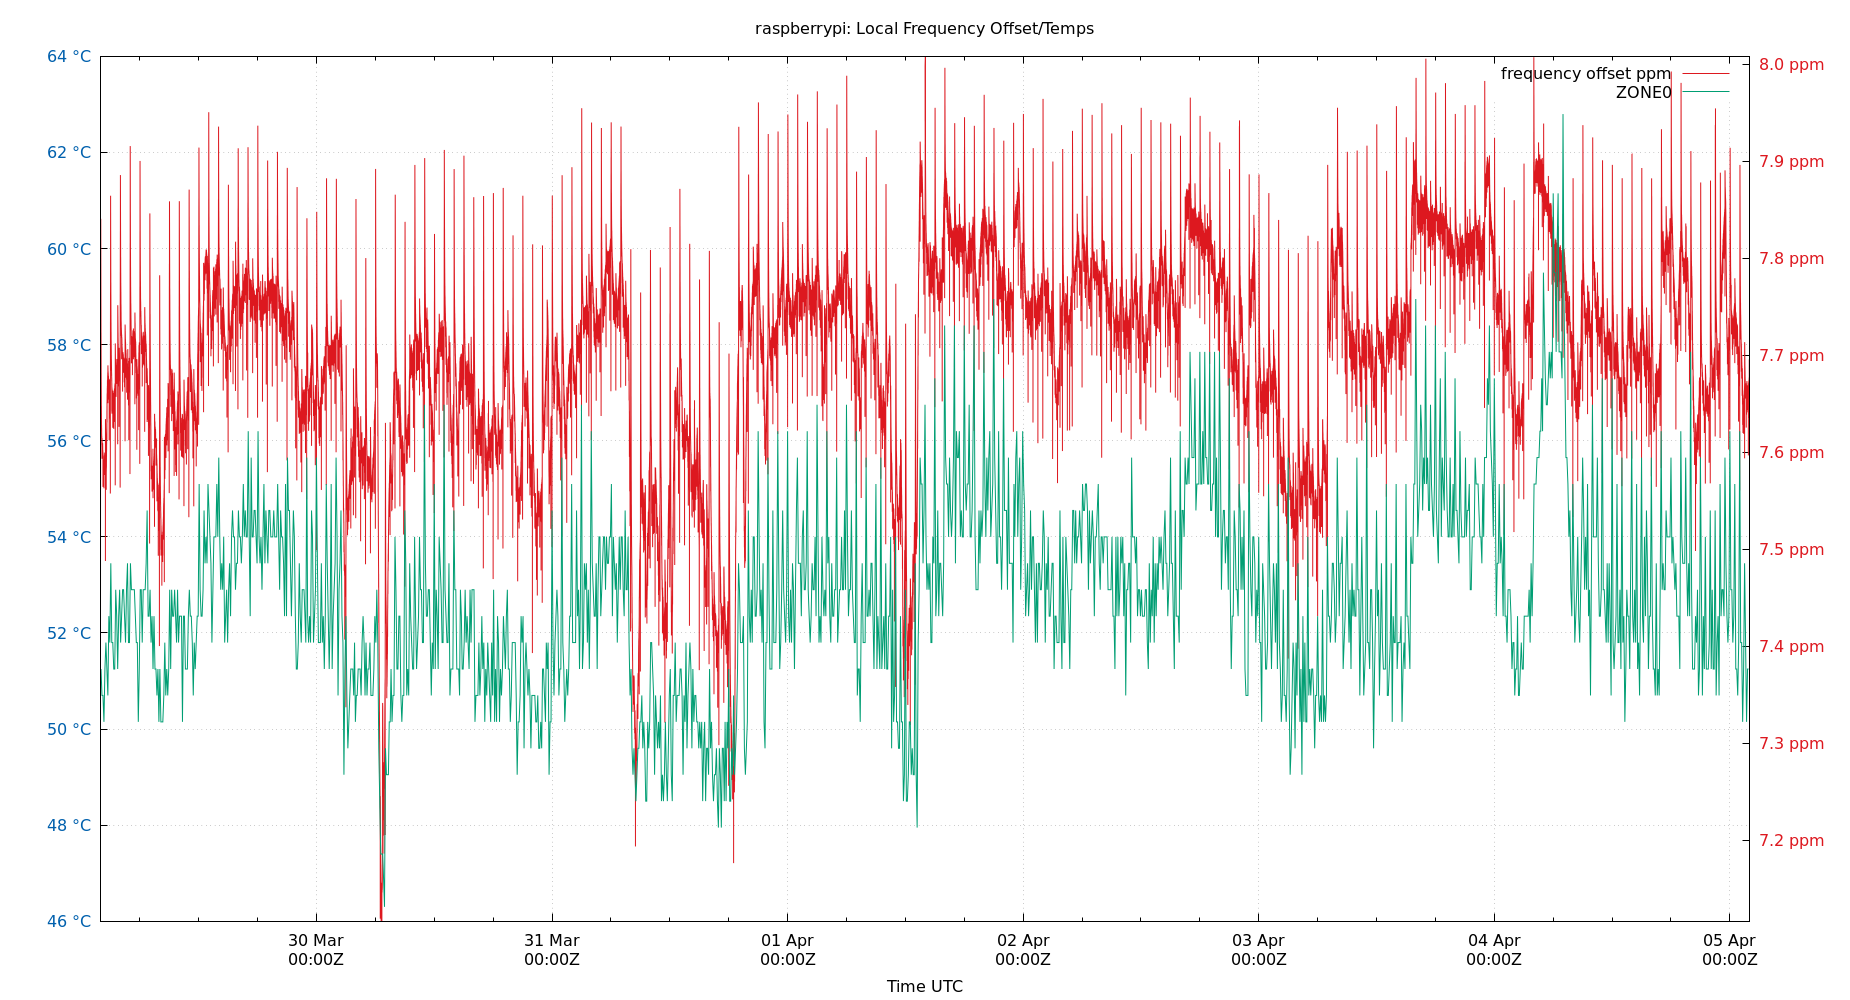 raspberrypi: Local Frequency Offset/Temps
64 °C
62 °C
60 °C
58 °C
56 °C
54 °C
52 °C
50 °C
48 °C
46 °C
8.0 ppm
7.9 ppm
7.8 ppm
7.7 ppm
7.6 ppm
7.5 ppm
7.4 ppm
7.3 ppm
7.2 ppm
frequency offset ppm
ZONE0
30 Mar
00:00Z
31 Mar
00:00Z
01 Apr
00:00Z
02 Apr
00:00Z
03 Apr
00:00Z
04 Apr
00:00Z
05 Apr
00:00Z
Time UTC